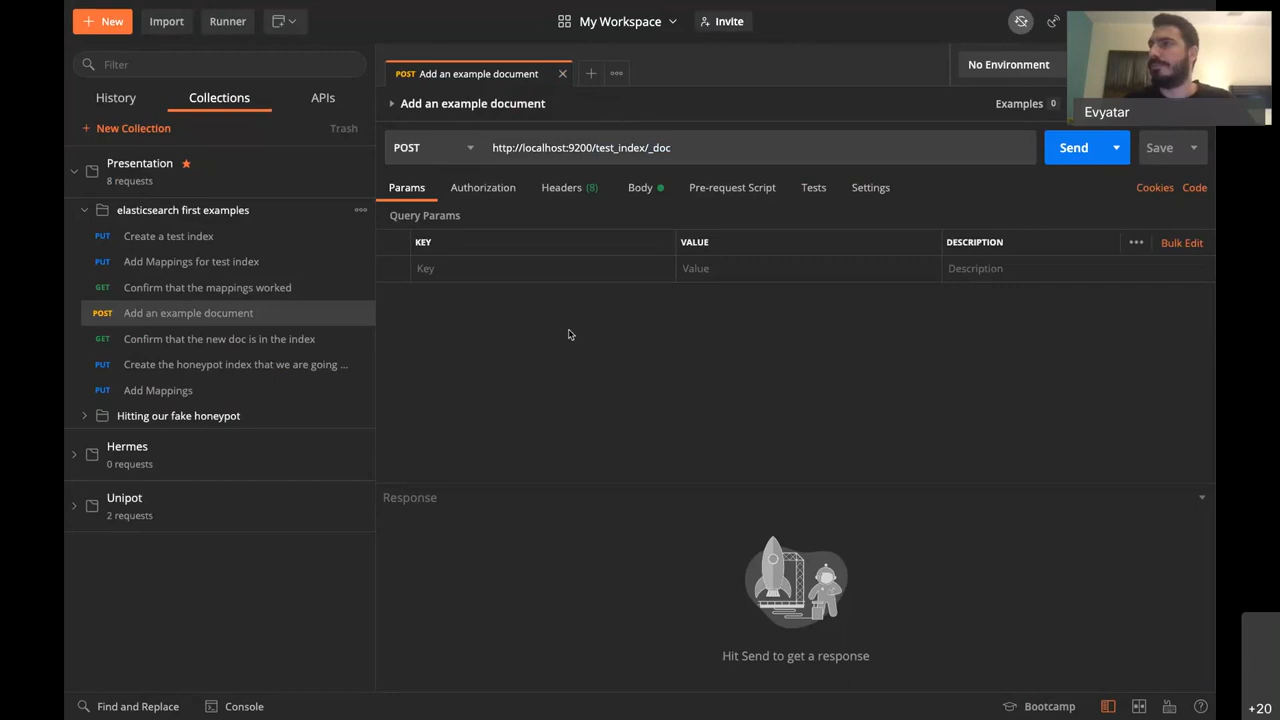 New
Import
Runner
My Workspace
Invite
Filter
History
Collections
APIs
+ New Collection
Trash
Presentation
8 requests
elasticsearch first examples
PUT Create a test index
PUT Add Mappings for test index
GET Confirm that the mappings worked
POST Add an example document
GET Confirm that the new doc is in the index
PUT Create the honeypot index that we are going ...
PUT Add Mappings
Hitting our fake honeypot
Hermes
0 requests
Unipot
2 requests
POST Add an example document
No Environment
Evyatar
Add an example document
Examples 0
POST
http://localhost:9200/test_index/_doc
Send
Save
Params
Authorization
Headers (8)
Body
Pre-request Script
Tests
Settings
Cookies
Code
Query Params
KEY
VALUE
DESCRIPTION
Bulk Edit
Key
Value
Description
Response
Hit Send to get a response
Find and Replace
Console
Bootcamp
+20